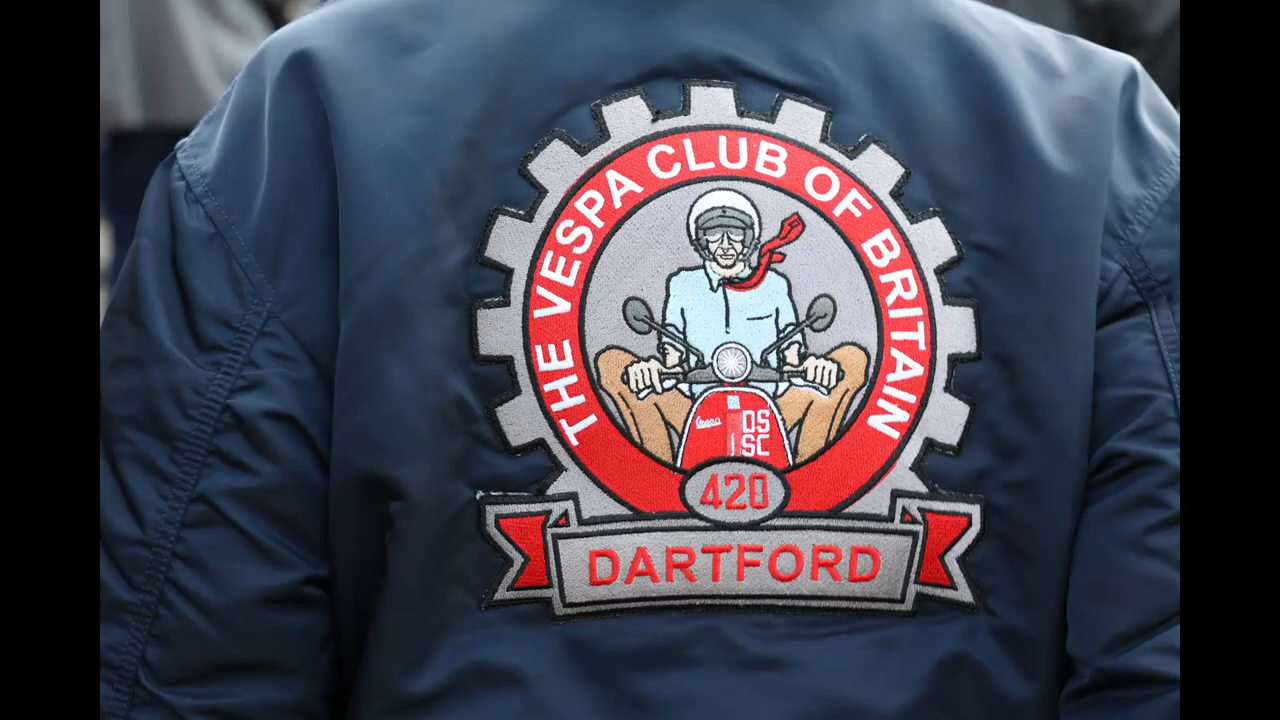 THE VESPA CLUB OF BRITAIN
Vespa
DS
SC
420
DARTFORD